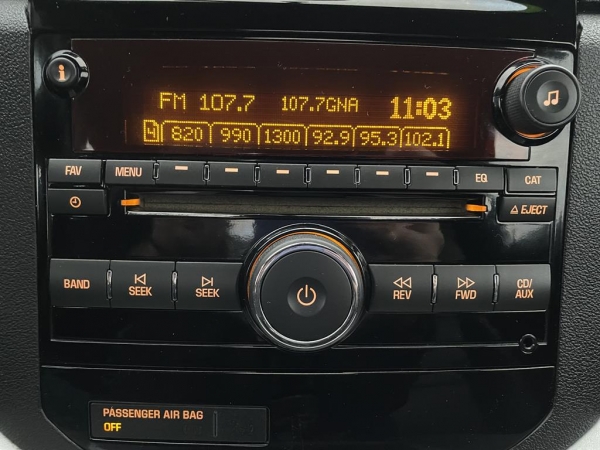 i
FM 107.7 107.7GNA 11:03
4 820 990 1300 92.9 95.3 102.1
FAV MENU EQ CAT
EJECT
BAND SEEK SEEK REV FWD CD/
AUX
PASSENGER AIR BAG
OFF